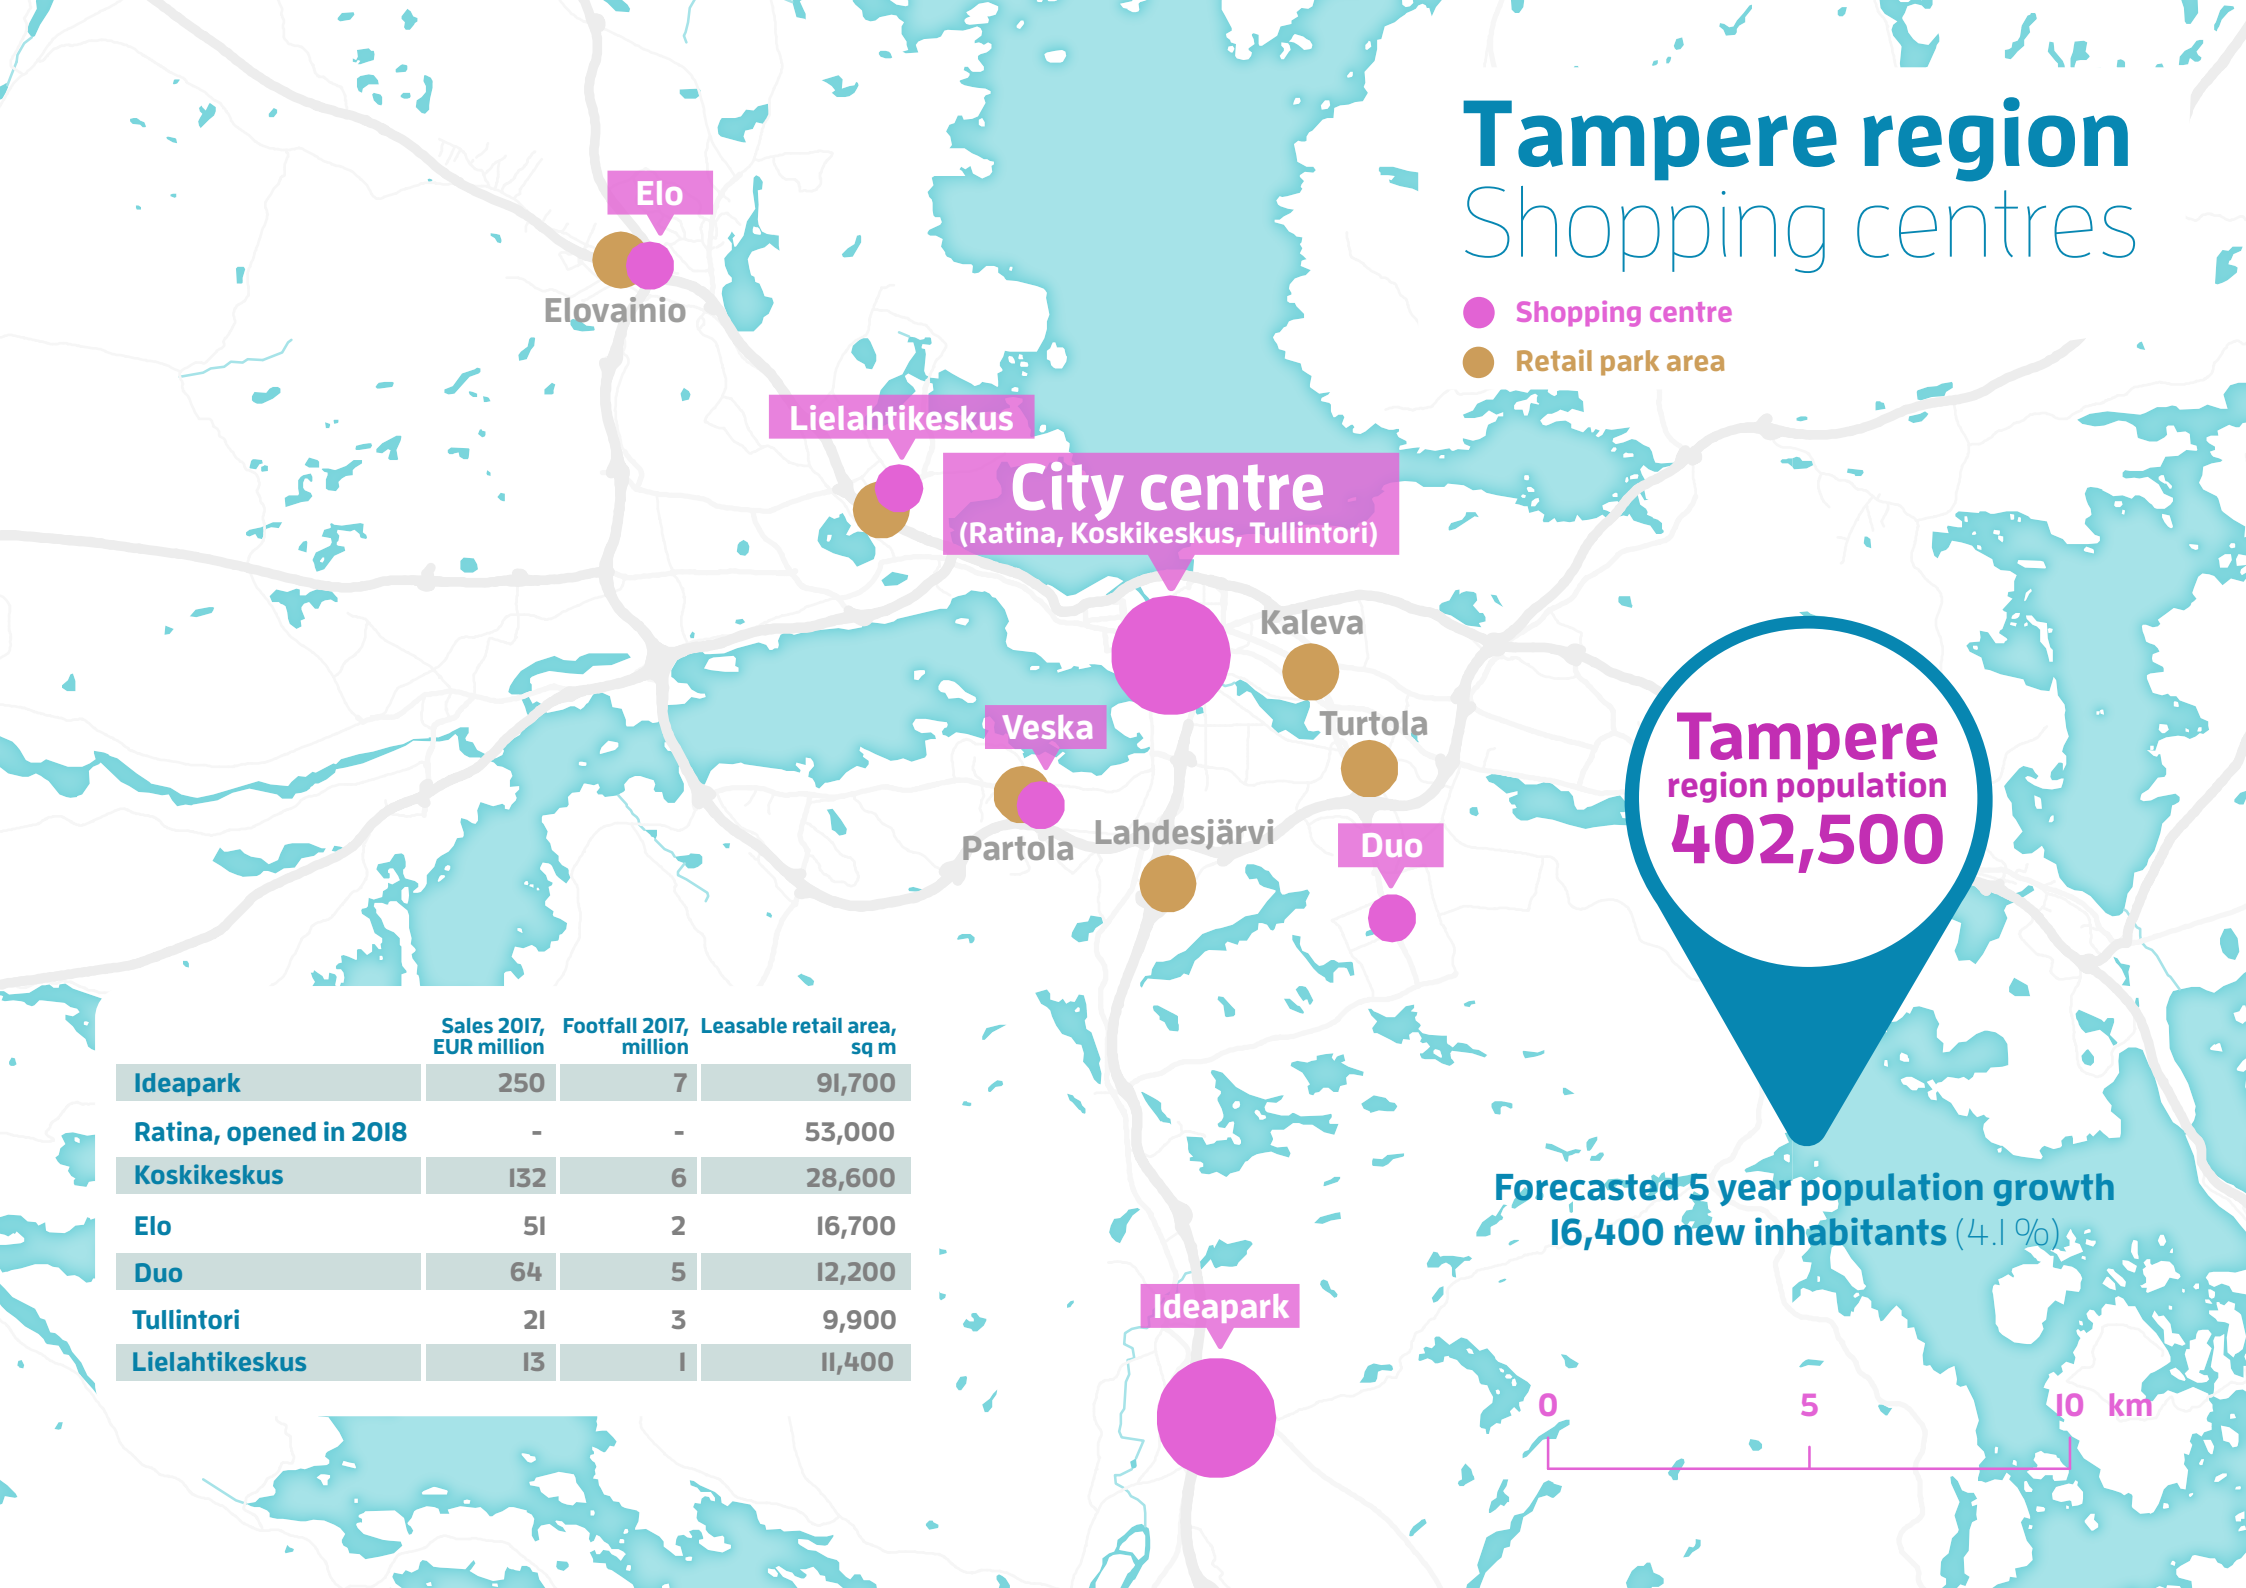 Tampere region
Shopping centres
Shopping centre
Retail park area
Elo
Elovainio
Lielahtikeskus
City centre
(Ratina, Koskikeskus, Tullintori)
Kaleva
Turtola
Veska
Partola
Lahdesjärvi
Duo
Tampere
region population
402,500
Forecasted 5 year population growth
16,400 new inhabitants (4.1 %)
Ideapark
0 5 10 km
Sales 2017, Footfall 2017, Leasable retail area,
EUR million million sq m
Ideapark 250 7 91,700
Ratina, opened in 2018 - - 53,000
Koskikeskus 132 6 28,600
Elo 51 2 16,700
Duo 64 5 12,200
Tullintori 21 3 9,900
Lielahtikeskus 13 1 11,400